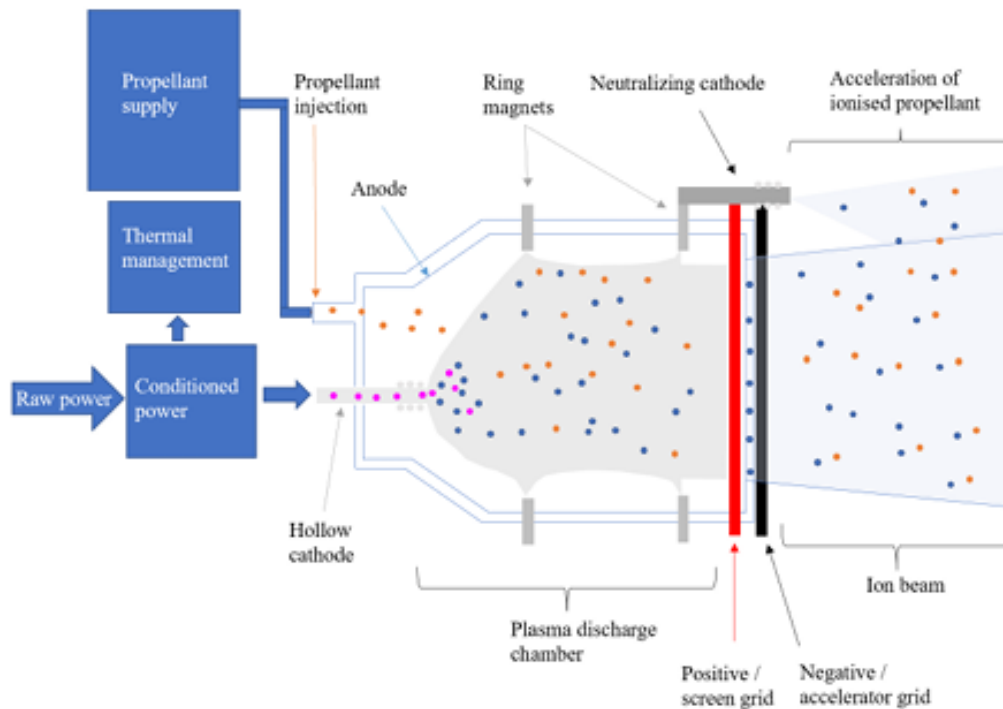 Propellant
supply
Propellant
injection
Ring
magnets
Neutralizing cathode
Acceleration of
ionised propellant
Anode
Thermal
management
Raw power
Conditioned
power
Hollow
cathode
Plasma discharge
chamber
Ion beam
Positive /
screen grid
Negative /
accelerator grid